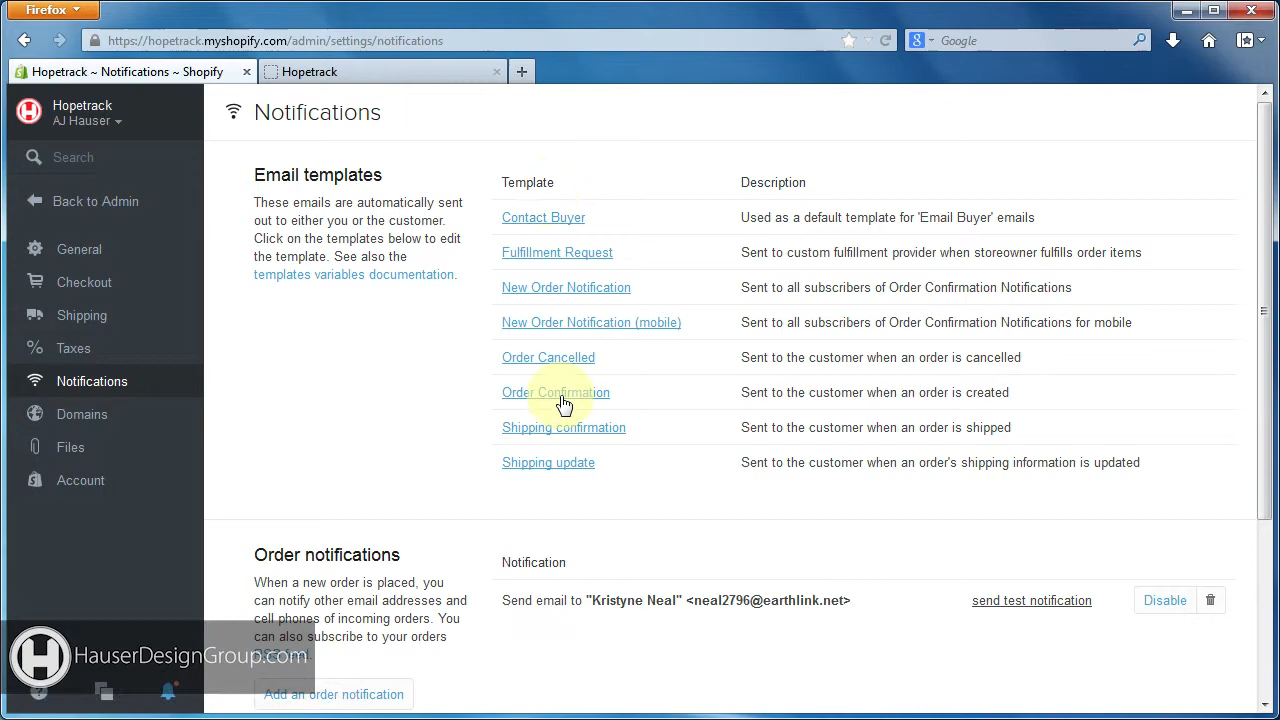 Firefox
https://hopetrack.myshopify.com/admin/settings/notifications
Google
Hopetrack ~ Notifications ~ Shopify
Hopetrack
Hopetrack
AJ Hauser
Search
Back to Admin
General
Checkout
Shipping
Taxes
Notifications
Domains
Files
Account
Notifications
Email templates
These emails are automatically sent
out to either you or the customer.
Click on the templates below to edit
the template. See also the
templates variables documentation.
Template Description
Contact Buyer Used as a default template for 'Email Buyer' emails
Fulfillment Request Sent to custom fulfillment provider when storeowner fulfills order items
New Order Notification Sent to all subscribers of Order Confirmation Notifications
New Order Notification (mobile) Sent to all subscribers of Order Confirmation Notifications for mobile
Order Cancelled Sent to the customer when an order is cancelled
Order Confirmation Sent to the customer when an order is created
Shipping confirmation Sent to the customer when an order is shipped
Shipping update Sent to the customer when an order's shipping information is updated
Order notifications
When a new order is placed, you
can notify other email addresses and
cell phones of incoming orders. You
can also subscribe to your orders
RSS feed.
Add an order notification
Notification
Send email to "Kristyne Neal" <neal2796@earthlink.net> send test notification Disable
HauserDesignGroup.com